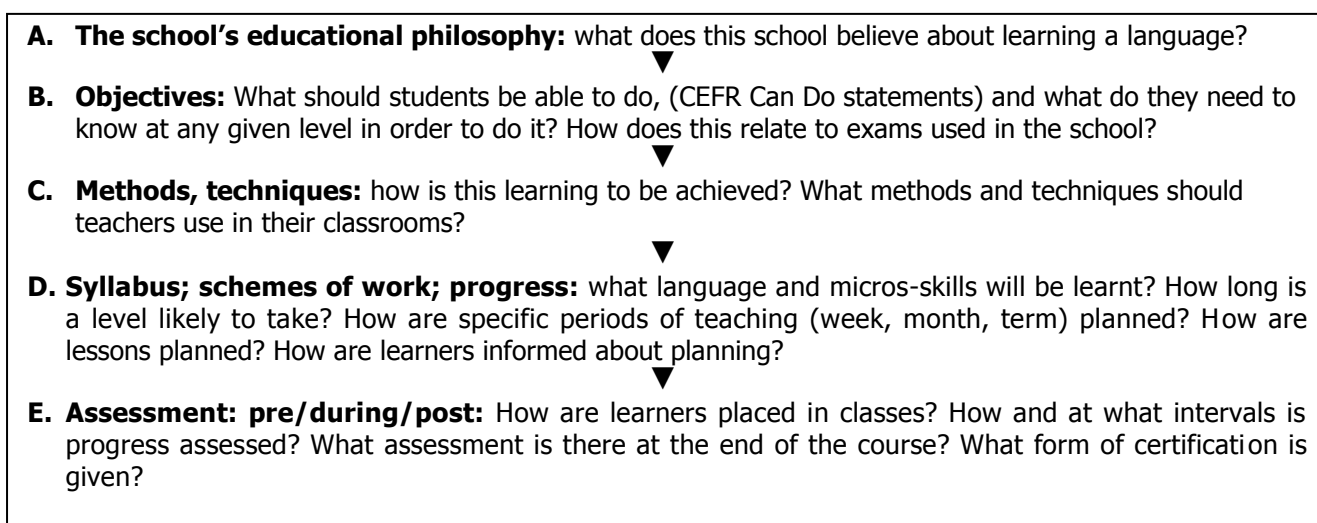 A. The school's educational philosophy: what does this school believe about learning a language?
▼
B. Objectives: What should students be able to do, (CEFR Can Do statements) and what do they need to
know at any given level in order to do it? How does this relate to exams used in the school?
▼
C. Methods, techniques: how is this learning to be achieved? What methods and techniques should
teachers use in their classrooms?
▼
D. Syllabus; schemes of work; progress: what language and micros-skills will be learnt? How long is
a level likely to take? How are specific periods of teaching (week, month, term) planned? How are
lessons planned? How are learners informed about planning?
▼
E. Assessment: pre/during/post: How are learners placed in classes? How and at what intervals is
progress assessed? What assessment is there at the end of the course? What form of certification is
given?